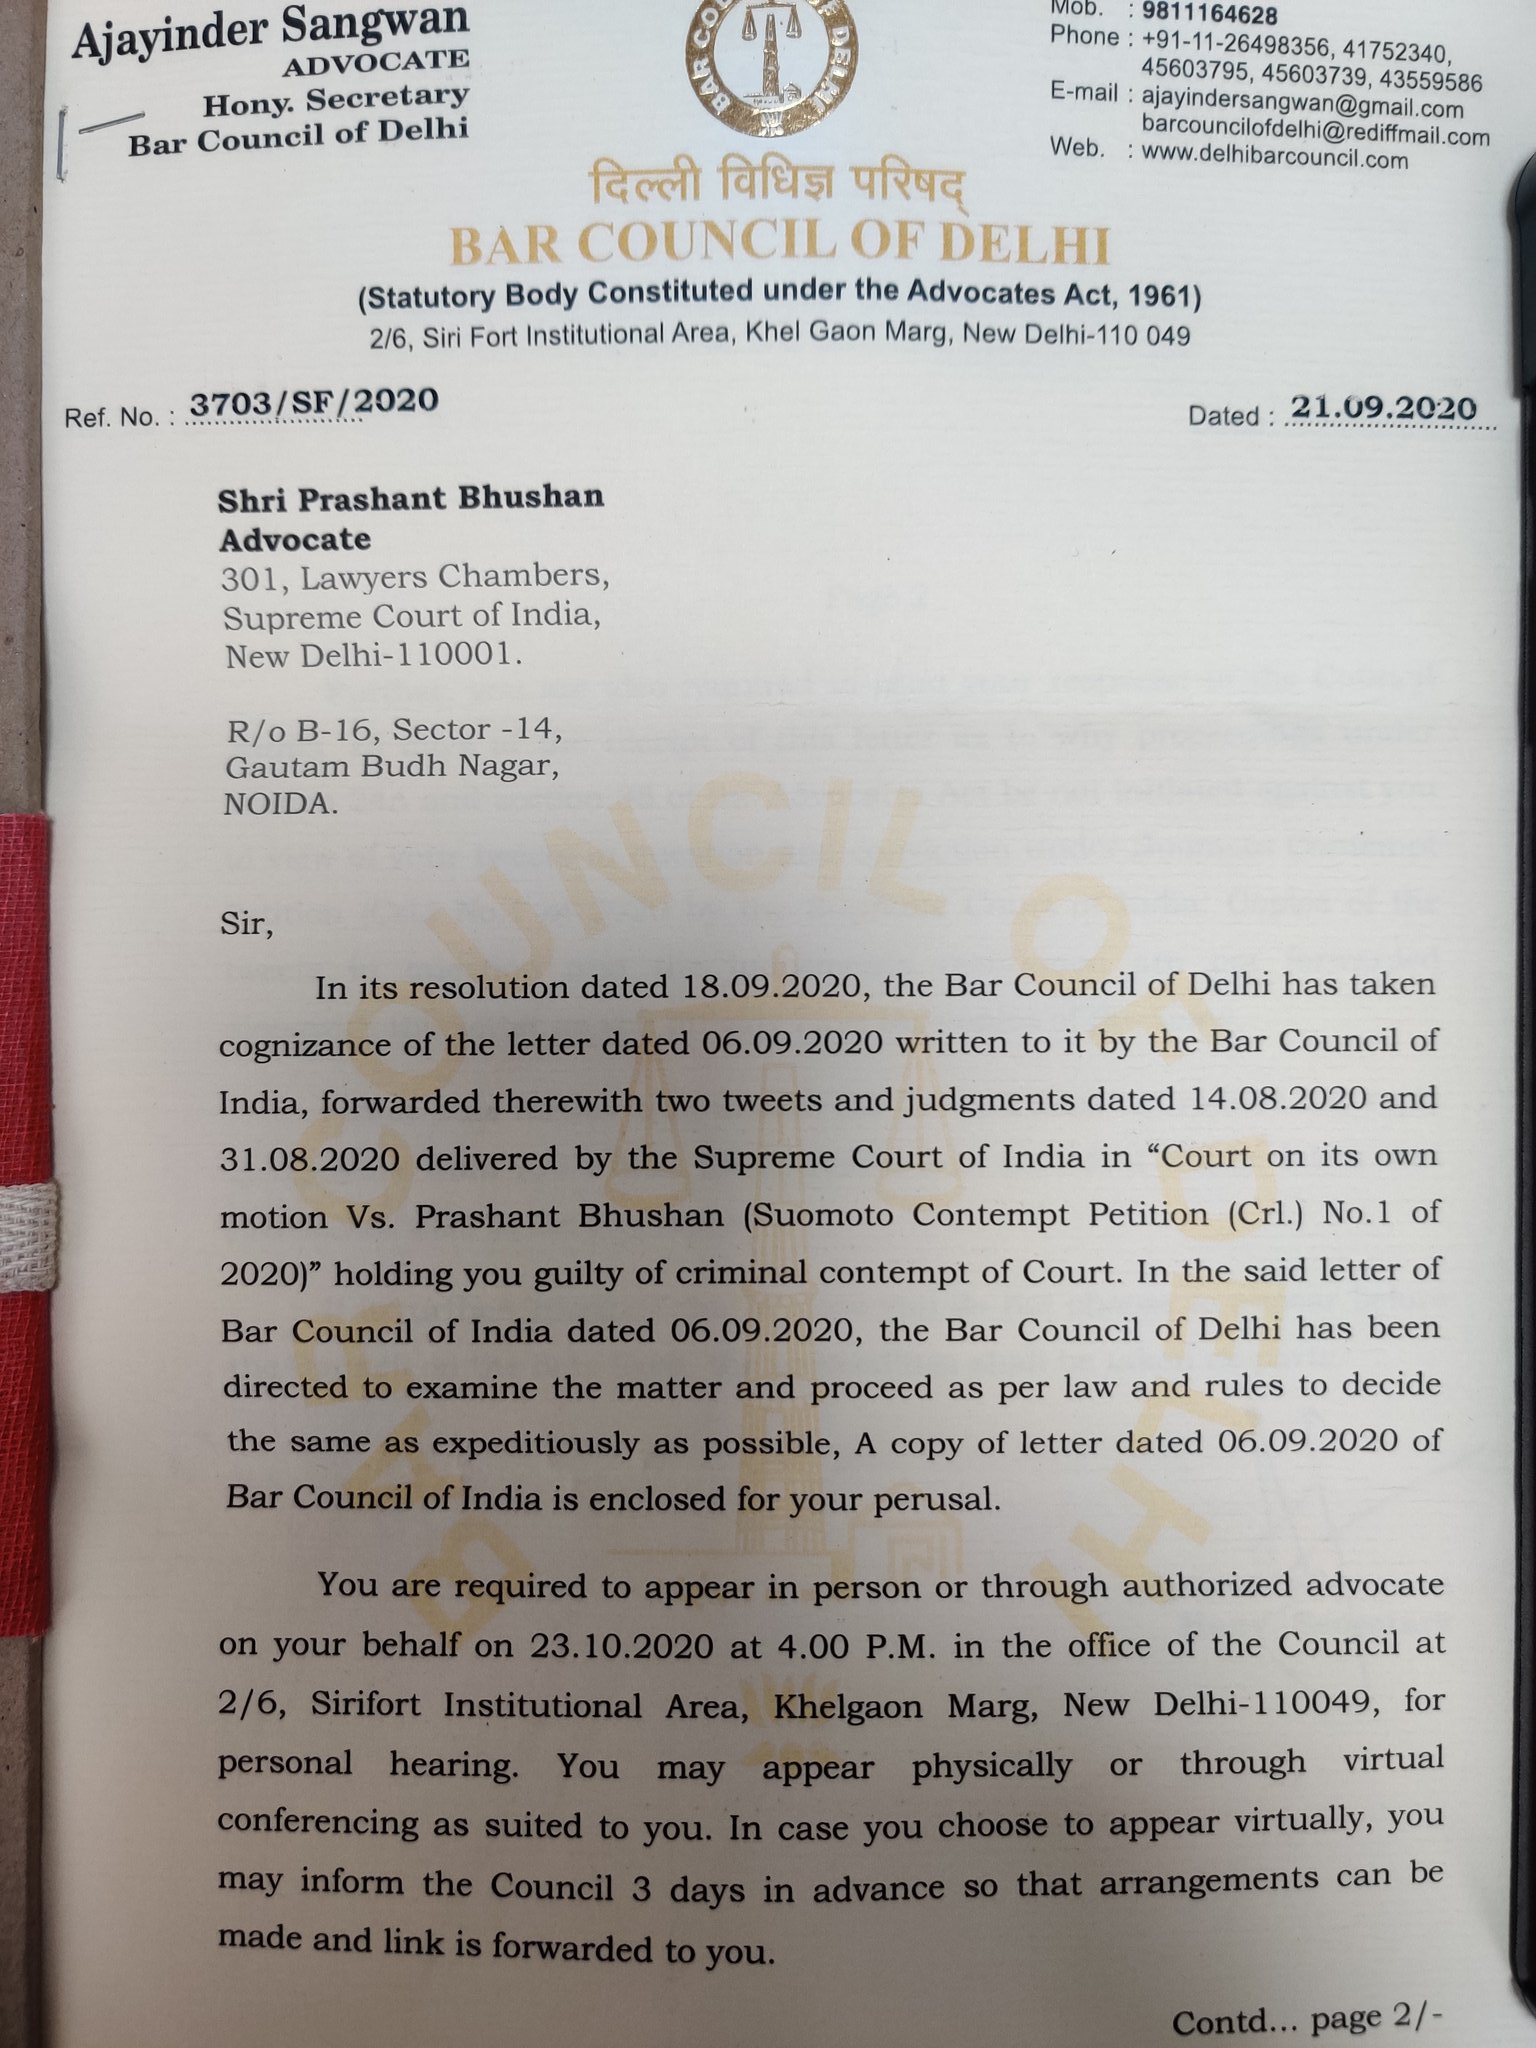 Ajayinder Sangwan
ADVOCATE
Hony. Secretary
Bar Council of Delhi
BAR COU DELHI
Mob. : 9811164628
Phone : +91-11-26498356, 41752340,
45603795, 45603739, 43559586
E-mail : ajayindersangwan@gmail.com
barcouncilofdelhi@rediffmail.com
Web. : www.delhibarcouncil.com
दिल्ली विधिज्ञ परिषद्
BAR COUNCIL OF DELHI
(Statutory Body Constituted under the Advocates Act, 1961)
2/6, Siri Fort Institutional Area, Khel Gaon Marg, New Delhi-110 049
Ref. No. : 3703/SF/2020
Dated : 21.09.2020
Shri Prashant Bhushan
Advocate
301, Lawyers Chambers,
Supreme Court of India,
New Delhi-110001.
R/o B-16, Sector -14,
Gautam Budh Nagar,
NOIDA.
BAR COUNCIL OF DELHI
Sir,
In its resolution dated 18.09.2020, the Bar Council of Delhi has taken
cognizance of the letter dated 06.09.2020 written to it by the Bar Council of
India, forwarded therewith two tweets and judgments dated 14.08.2020 and
31.08.2020 delivered by the Supreme Court of India in “Court on its own
motion Vs. Prashant Bhushan (Suomoto Contempt Petition (Crl.) No.1 of
2020)” holding you guilty of criminal contempt of Court. In the said letter of
Bar Council of India dated 06.09.2020, the Bar Council of Delhi has been
directed to examine the matter and proceed as per law and rules to decide
the same as expeditiously as possible, A copy of letter dated 06.09.2020 of
Bar Council of India is enclosed for your perusal.
You are required to appear in person or through authorized advocate
on your behalf on 23.10.2020 at 4.00 P.M. in the office of the Council at
2/6, Sirifort Institutional Area, Khelgaon Marg, New Delhi-110049, for
personal hearing. You may appear physically or through virtual
conferencing as suited to you. In case you choose to appear virtually, you
may inform the Council 3 days in advance so that arrangements can be
made and link is forwarded to you.
Contd... page 2/-